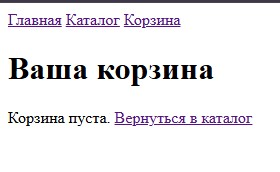 Главная Каталог Корзина
Ваша корзина
Корзина пуста. Вернуться в каталог